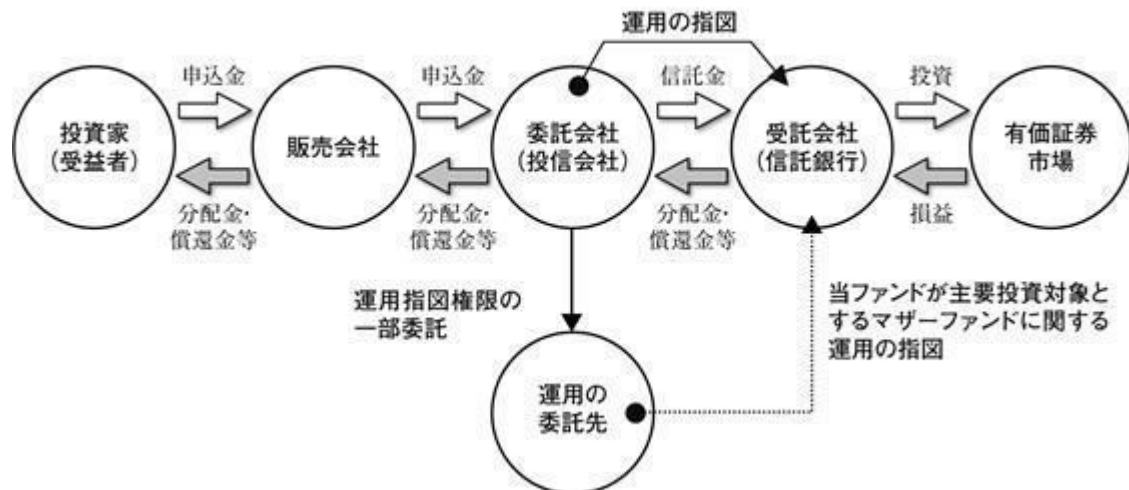 運用の指図
申込金
申込金
信託金
投資
投資家
(受益者)
販売会社
委託会社
(投信会社)
受託会社
(信託銀行)
有価証券
市場
分配金・
償還金等
分配金・
償還金等
分配金・
償還金等
損益
運用指図権限の
一部委託
当ファンドが主要投資対象と
するマザーファンドに関する
運用の指図
運用の
委託先